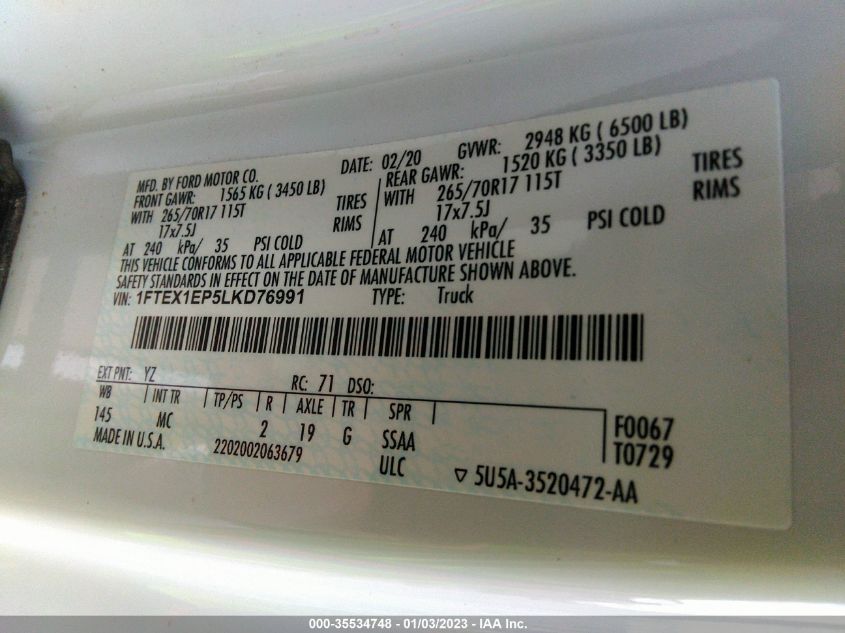 MFD. BY FORD MOTOR CO. DATE: 02/20 GVWR: 2948 KG ( 6500 LB)
FRONT GAWR: 1565 KG ( 3450 LB) REAR GAWR: 1520 KG ( 3350 LB)
WITH 265/70R17 115T TIRES WITH 265/70R17 115T TIRES
17x7.5J RIMS 17x7.5J RIMS
AT 240 kPa/ 35 PSI COLD AT 240 kPa/ 35 PSI COLD
THIS VEHICLE CONFORMS TO ALL APPLICABLE FEDERAL MOTOR VEHICLE
SAFETY STANDARDS IN EFFECT ON THE DATE OF MANUFACTURE SHOWN ABOVE.
VIN: 1FTEX1EP5LKD76991 TYPE: Truck
EXT PNT: YZ RC: 71 DSO:
WB INT TR TP/PS R AXLE TR SPR F0067
145 MC 2 19 G SSAA T0729
MADE IN U.S.A. 2202002063679 ULC 5U5A-3520472-AA
000-35534748 - 01/03/2023 - IAA Inc.